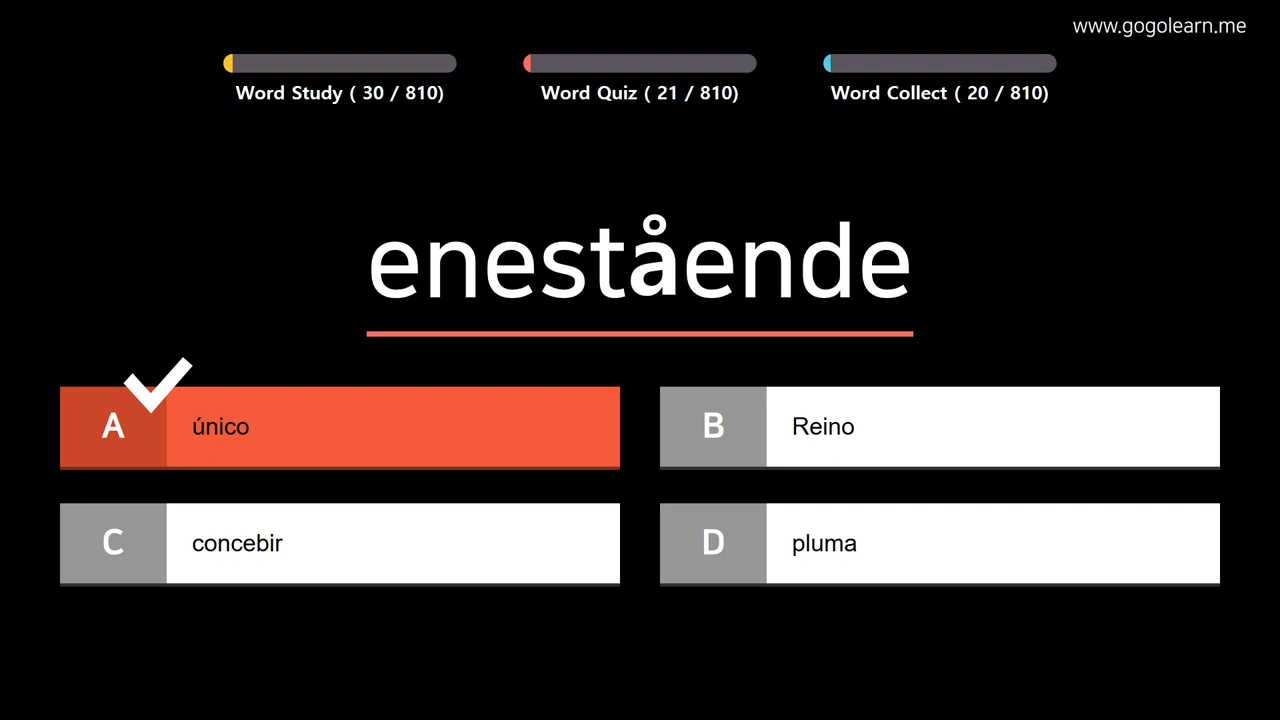 www.gogolearn.me
Word Study ( 30 / 810)
Word Quiz ( 21 / 810)
Word Collect ( 20 / 810)
enestående
A único
B Reino
C concebir
D pluma